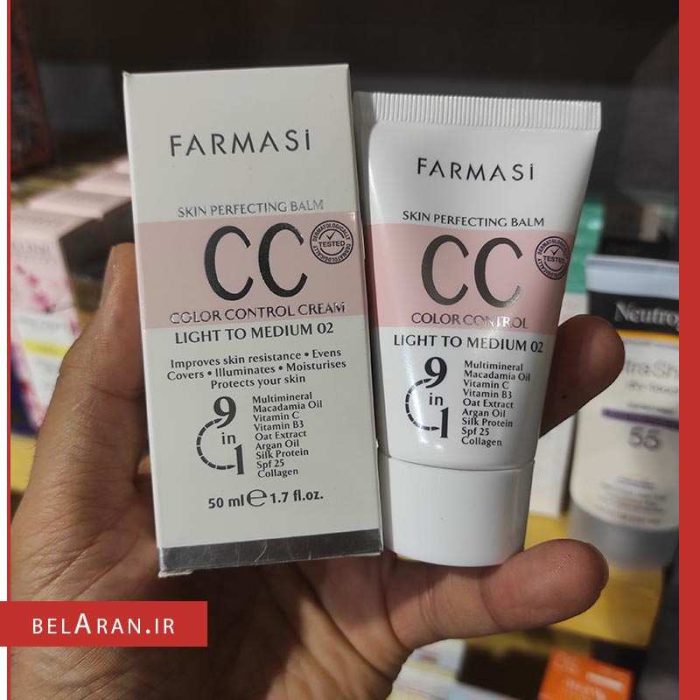 FARMASi
SKIN PERFECTING BALM
CC
DERMATOLOGICALLY
TESTED
COLOR CONTROL CREAM
LIGHT TO MEDIUM 02
Improves skin resistance • Evens
Covers • Illuminates • Moisturises
Protects your skin
9 in 1
Multimineral
Macadamia Oil
Vitamin C
Vitamin B3
Oat Extract
Argan Oil
Silk Protein
Spf 25
Collagen
50 ml e 1.7 fl.oz.
FARMASi
SKIN PERFECTING BALM
CC
DERMATOLOGICALLY
TESTED
COLOR CONTROL
LIGHT TO MEDIUM 02
9 in 1
Multimineral
Macadamia Oil
Vitamin C
Vitamin B3
Oat Extract
Argan Oil
Silk Protein
Spf 25
Collagen
Neutrog
55
BELARAN.IR